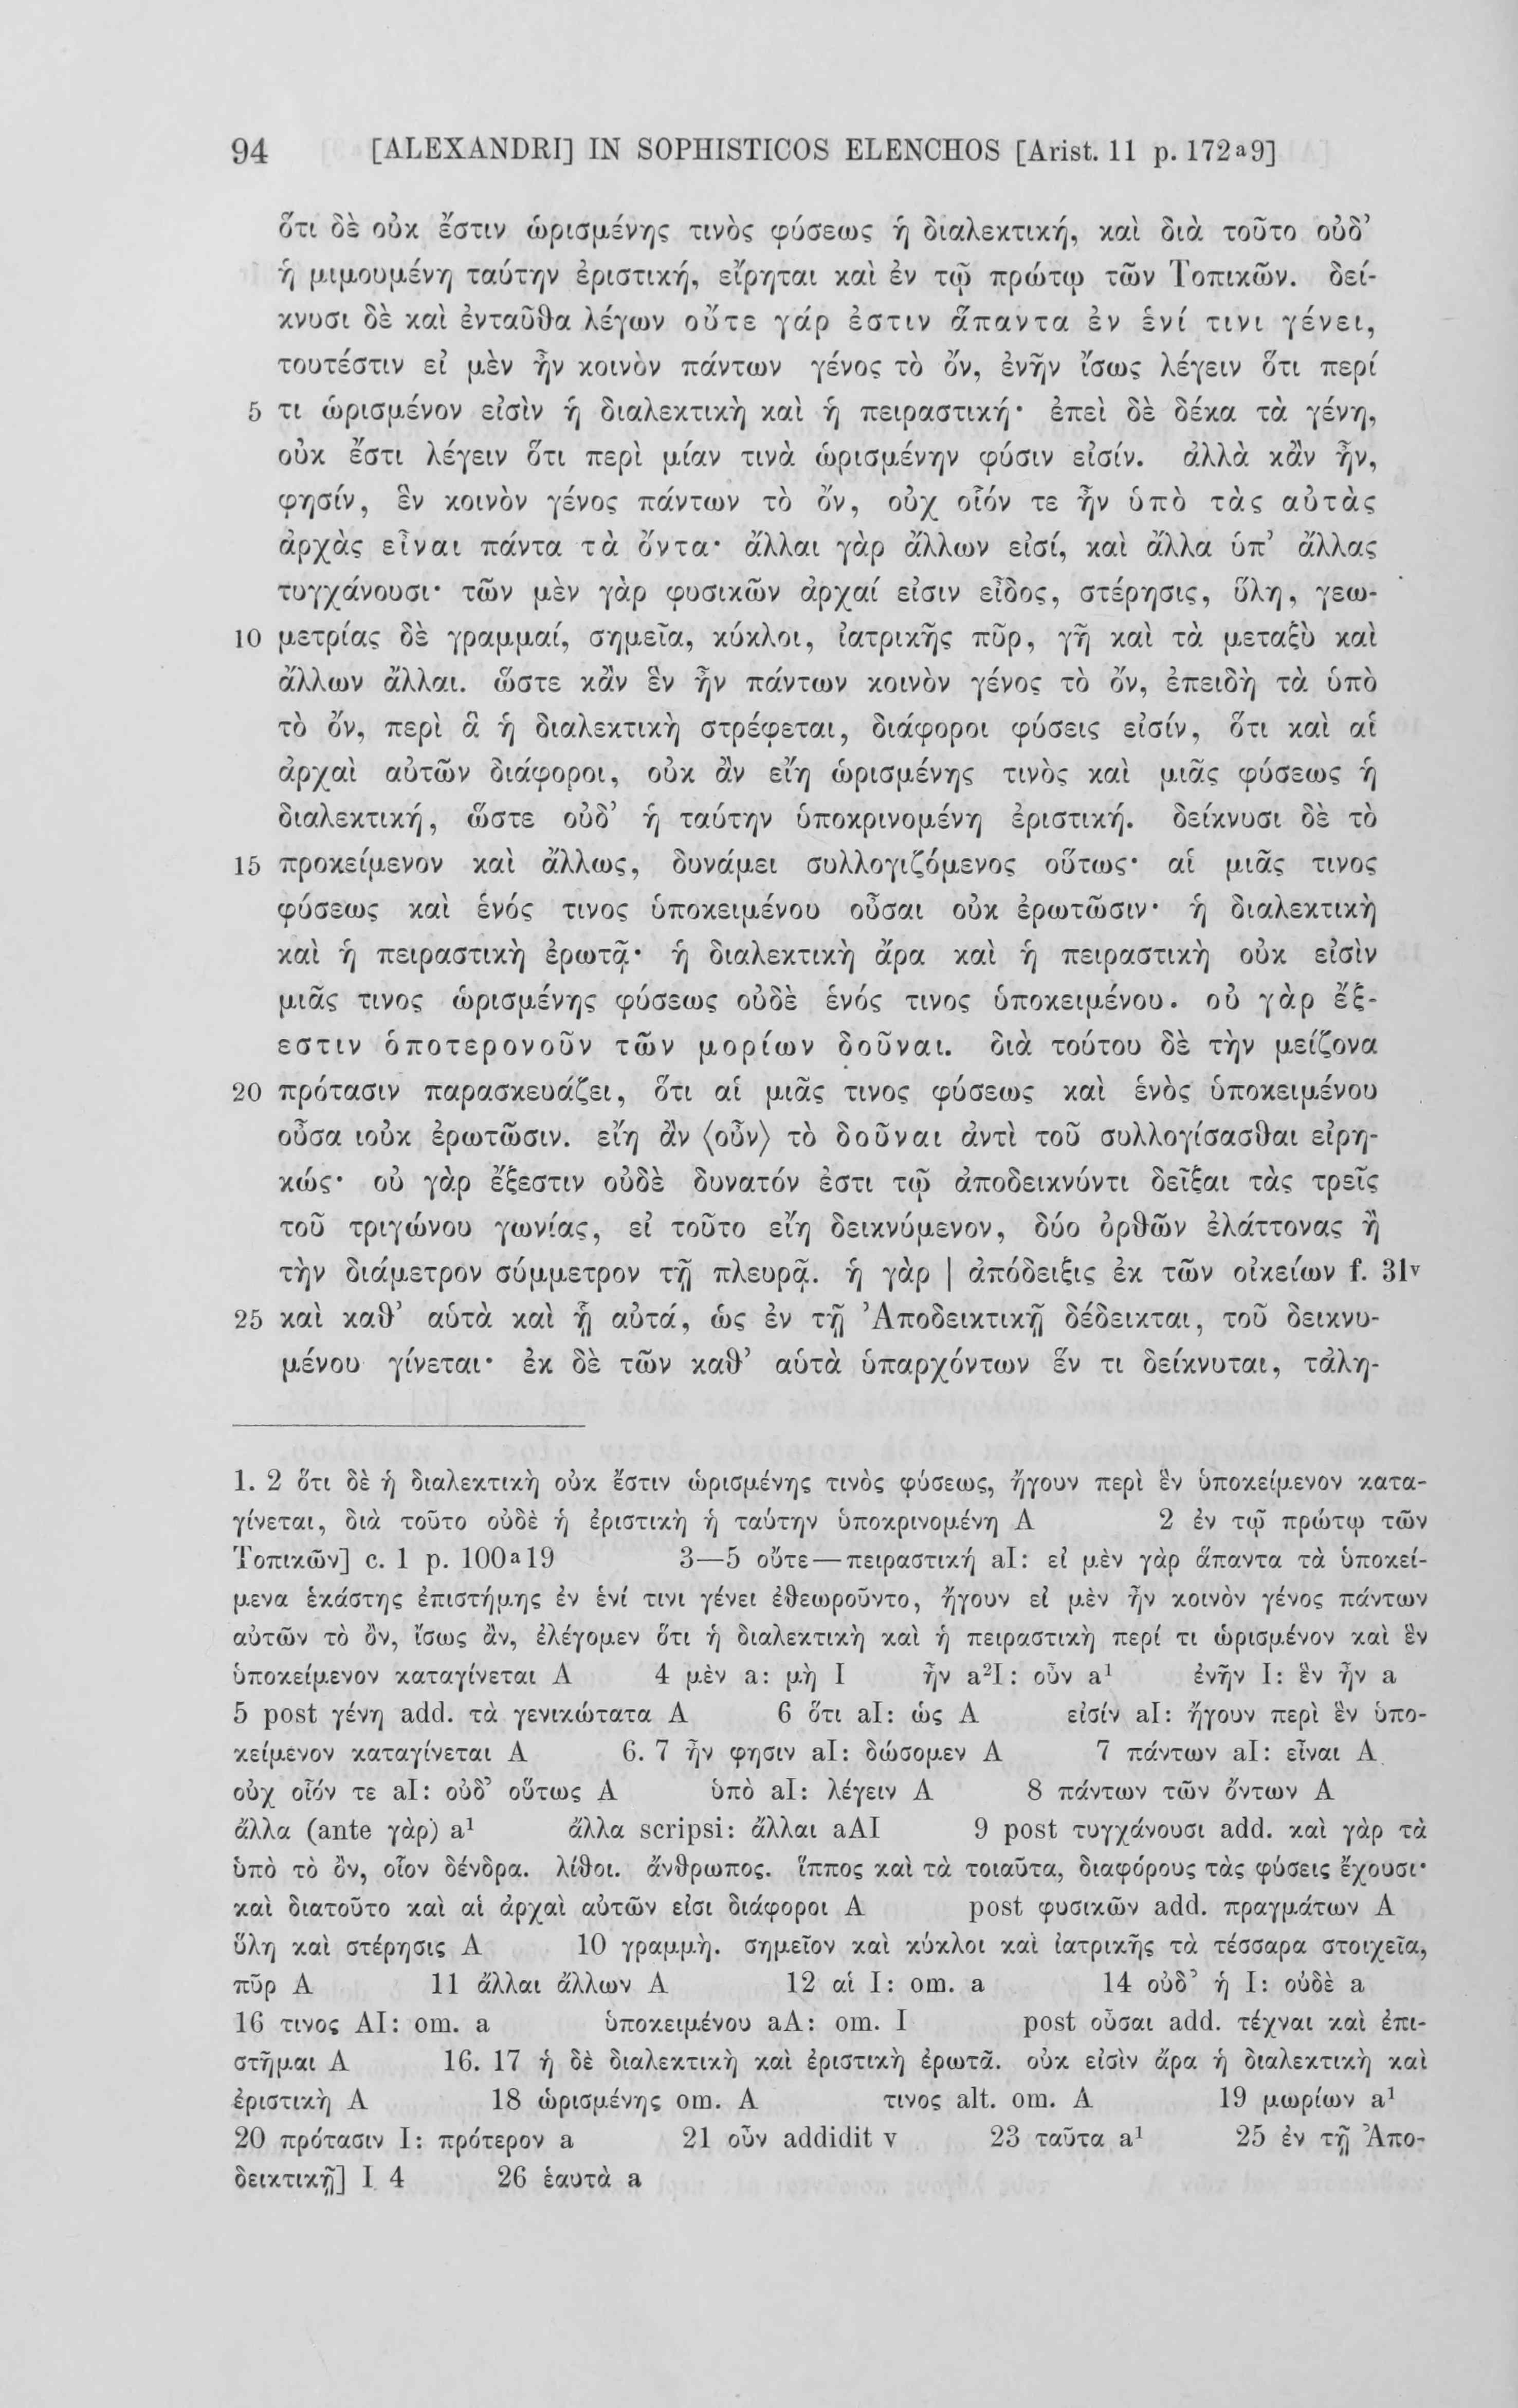 94 [ALEXANDRI] IN SOPHISTICOS ELENCHOS [Arist. 11 p. 172ᵃ9]
ὅτι δὲ οὐκ ἔστιν ὡρισμένης τινὸς φύσεως ἡ διαλεκτική, καὶ διὰ τοῦτο οὐδ’
ἡ μιμουμένη ταύτην ἐριστική, εἴρηται καὶ ἐν τῷ πρώτῳ τῶν Τοπικῶν. δεί-
κνυσι δὲ καὶ ἐνταῦθα λέγων οὔτε γάρ ἐστιν ἅπαντα ἐν ἑνί τινι γένει,
τουτέστιν εἰ μὲν ἦν κοινὸν πάντων γένος τὸ ὄν, ἐνῆν ἴσως λέγειν ὅτι περί
5 τι ὡρισμένον εἰσὶν ἡ διαλεκτικὴ καὶ ἡ πειραστική· ἐπεὶ δὲ δέκα τὰ γένη,
οὐκ ἔστι λέγειν ὅτι περὶ μίαν τινὰ ὡρισμένην φύσιν εἰσίν. ἀλλὰ κἂν ἦν,
φησίν, ἓν κοινὸν γένος πάντων τὸ ὄν, οὐχ οἷόν τε ἦν ὑπὸ τὰς αὐτὰς
ἀρχὰς εἶναι πάντα τὰ ὄντα· ἄλλαι γὰρ ἄλλων εἰσί, καὶ ἄλλα ὑπ’ ἄλλας
τυγχάνουσι· τῶν μὲν γὰρ φυσικῶν ἀρχαί εἰσιν εἶδος, στέρησις, ὕλη, γεω-
10 μετρίας δὲ γραμμαί, σημεῖα, κύκλοι, ἰατρικῆς πῦρ, γῆ καὶ τὰ μεταξὺ καὶ
ἄλλων ἄλλαι. ὥστε κἂν ἓν ἦν πάντων κοινὸν γένος τὸ ὄν, ἐπειδὴ τὰ ὑπὸ
τὸ ὄν, περὶ ἃ ἡ διαλεκτικὴ στρέφεται, διάφοροι φύσεις εἰσίν, ὅτι καὶ αἱ
ἀρχαὶ αὐτῶν διάφοροι, οὐκ ἂν εἴη ὡρισμένης τινὸς καὶ μιᾶς φύσεως ἡ
διαλεκτική, ὥστε οὐδ’ ἡ ταύτην ὑποκρινομένη ἐριστική. δείκνυσι δὲ τὸ
15 προκείμενον καὶ ἄλλως, δυνάμει συλλογιζόμενος οὕτως· αἱ μιᾶς τινος
φύσεως καὶ ἑνός τινος ὑποκειμένου οὖσαι οὐκ ἐρωτῶσιν· ἡ διαλεκτικὴ
καὶ ἡ πειραστικὴ ἐρωτᾷ· ἡ διαλεκτικὴ ἄρα καὶ ἡ πειραστικὴ οὐκ εἰσὶν
μιᾶς τινος ὡρισμένης φύσεως οὐδὲ ἑνός τινος ὑποκειμένου. οὐ γὰρ ἔξ-
εστιν ὁποτερονοῦν τῶν μορίων δοῦναι. διὰ τούτου δὲ τὴν μείζονα
20 πρότασιν παρασκευάζει, ὅτι αἱ μιᾶς τινος φύσεως καὶ ἑνὸς ὑποκειμένου
οὖσα ιοὐκ ἐρωτῶσιν. εἴη ἂν ⟨οὖν⟩ τὸ δοῦναι ἀντὶ τοῦ συλλογίσασθαι εἰρη-
κώς· οὐ γὰρ ἔξεστιν οὐδὲ δυνατόν ἐστι τῷ ἀποδεικνύντι δεῖξαι τὰς τρεῖς
τοῦ τριγώνου γωνίας, εἰ τοῦτο εἴη δεικνύμενον, δύο ὀρθῶν ἐλάττονας ἢ
τὴν διάμετρον σύμμετρον τῇ πλευρᾷ. ἡ γὰρ | ἀπόδειξις ἐκ τῶν οἰκείων f. 31ᵛ
25 καὶ καθ’ αὑτὰ καὶ ᾗ αὐτά, ὡς ἐν τῇ Ἀποδεικτικῇ δέδεικται, τοῦ δεικνυ-
μένου γίνεται· ἐκ δὲ τῶν καθ’ αὑτὰ ὑπαρχόντων ἕν τι δείκνυται, τἀλη-
1. 2 ὅτι δὲ ἡ διαλεκτικὴ οὐκ ἔστιν ὡρισμένης τινὸς φύσεως, ἤγουν περὶ ἓν ὑποκείμενον κατα-
γίνεται, διὰ τοῦτο οὐδὲ ἡ ἐριστικὴ ἡ ταύτην ὑποκρινομένη A 2 ἐν τῷ πρώτῳ τῶν
Τοπικῶν] c. 1 p. 100ᵃ19 3—5 οὔτε—πειραστική aI: εἰ μὲν γὰρ ἅπαντα τὰ ὑποκεί-
μενα ἑκάστης ἐπιστήμης ἐν ἑνί τινι γένει ἐθεωροῦντο, ἤγουν εἰ μὲν ἦν κοινὸν γένος πάντων
αὐτῶν τὸ ὂν, ἴσως ἂν, ἐλέγομεν ὅτι ἡ διαλεκτικὴ καὶ ἡ πειραστικὴ περί τι ὡρισμένον καὶ ἓν
ὑποκείμενον καταγίνεται A 4 μὲν a: μὴ I ἦν a²I: οὖν a¹ ἐνῆν I: ἓν ἦν a
5 post γένη add. τὰ γενικώτατα A 6 ὅτι aI: ὡς A εἰσίν aI: ἤγουν περὶ ἓν ὑπο-
κείμενον καταγίνεται A 6. 7 ἦν φησιν aI: δώσομεν A 7 πάντων aI: εἶναι A
οὐχ οἷόν τε aI: οὐδ’ οὕτως A ὑπὸ aI: λέγειν A 8 πάντων τῶν ὄντων A
ἄλλα (ante γὰρ) a¹ ἄλλα scripsi: ἄλλαι aAI 9 post τυγχάνουσι add. καὶ γὰρ τὰ
ὑπὸ τὸ ὂν, οἷον δένδρα. λίθοι. ἄνθρωπος. ἵππος καὶ τὰ τοιαῦτα, διαφόρους τὰς φύσεις ἔχουσι·
καὶ διατοῦτο καὶ αἱ ἀρχαὶ αὐτῶν εἰσι διάφοροι A post φυσικῶν add. πραγμάτων A
ὕλη καὶ στέρησις A 10 γραμμὴ. σημεῖον καὶ κύκλοι καὶ ἰατρικῆς τὰ τέσσαρα στοιχεῖα,
πῦρ A 11 ἄλλαι ἄλλων A 12 αἱ I: om. a 14 οὐδ’ ἡ I: οὐδὲ a
16 τινος AI: om. a ὑποκειμένου aA: om. I post οὖσαι add. τέχναι καὶ ἐπι-
στῆμαι A 16. 17 ἡ δὲ διαλεκτικὴ καὶ ἐριστικὴ ἐρωτᾶ. οὐκ εἰσὶν ἄρα ἡ διαλεκτικὴ καὶ
ἐριστικὴ A 18 ὡρισμένης om. A τινος alt. om. A 19 μωρίων a¹
20 πρότασιν I: πρότερον a 21 οὖν addidit v 23 ταῦτα a¹ 25 ἐν τῇ Ἀπο-
δεικτικῇ] I 4 26 ἑαυτὰ a